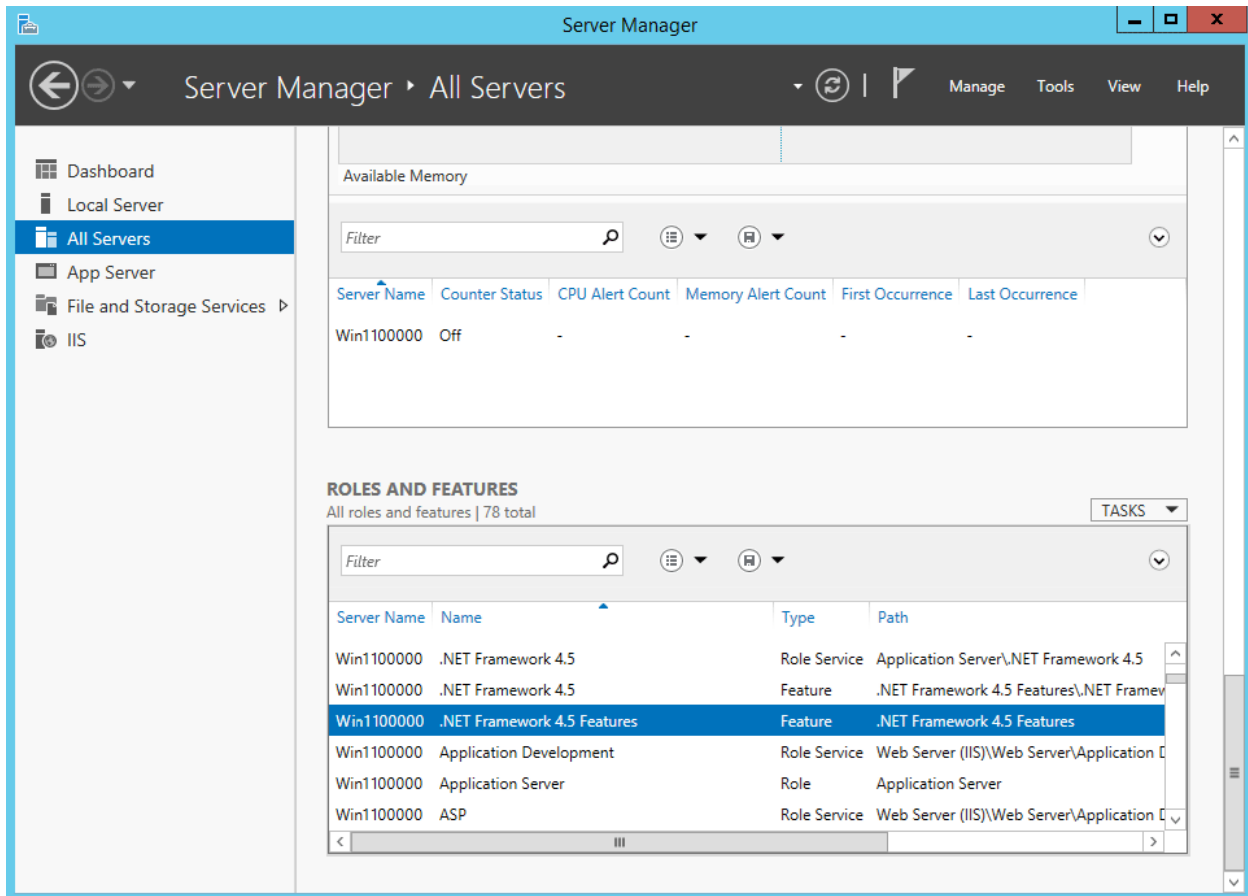 Server Manager
Server Manager ‣ All Servers
Manage Tools View Help
Dashboard
Local Server
All Servers
App Server
File and Storage Services
IIS
Available Memory
Filter
Server Name Counter Status CPU Alert Count Memory Alert Count First Occurrence Last Occurrence
Win1100000 Off - - - -
ROLES AND FEATURES
All roles and features | 78 total
TASKS
Filter
Server Name Name Type Path
Win1100000 .NET Framework 4.5 Role Service Application Server\.NET Framework 4.5
Win1100000 .NET Framework 4.5 Feature .NET Framework 4.5 Features\.NET Framew
Win1100000 .NET Framework 4.5 Features Feature .NET Framework 4.5 Features
Win1100000 Application Development Role Service Web Server (IIS)\Web Server\Application D
Win1100000 Application Server Role Application Server
Win1100000 ASP Role Service Web Server (IIS)\Web Server\Application D